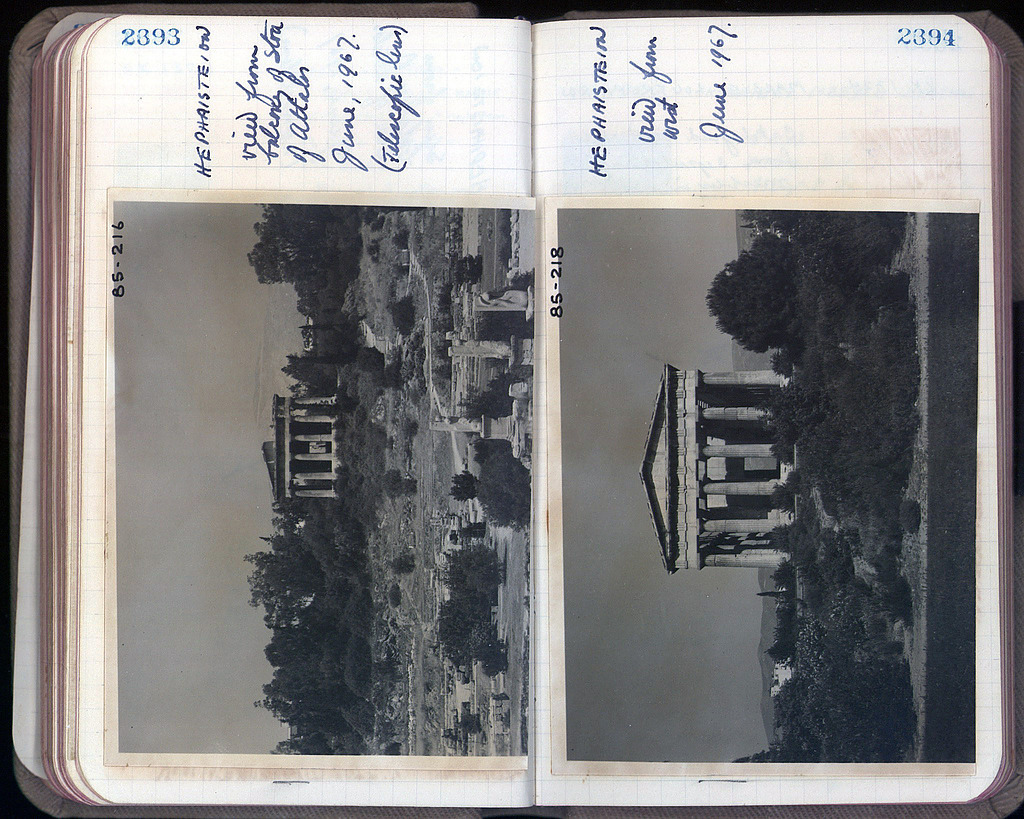 2393
HEPHAISTEION
view from
balcony of Stoa
of Attalos
June, 1967.
(Telescopic lens)
85-216
2394
HEPHAISTEION
view from
west
June 1967.
85-218